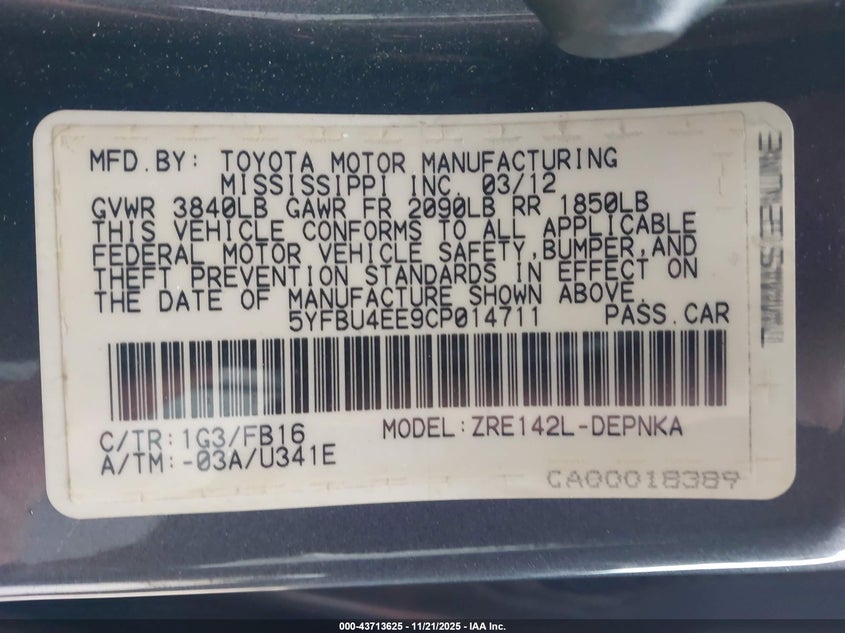 MFD.BY: TOYOTA MOTOR MANUFACTURING
MISSISSIPPI INC. 03/12
GVWR 3840LB GAWR FR 2090LB RR 1850LB
THIS VEHICLE CONFORMS TO ALL APPLICABLE
FEDERAL MOTOR VEHICLE SAFETY,BUMPER,AND
THEFT PREVENTION STANDARDS IN EFFECT ON
THE DATE OF MANUFACTURE SHOWN ABOVE.
5YFBU4EE9CP014711 PASS.CAR
C/TR:1G3/FB16 MODEL:ZRE142L-DEPNKA
A/TM:-03A/U341E
CA00018389
000-43713625 - 11/21/2025 - IAA Inc.